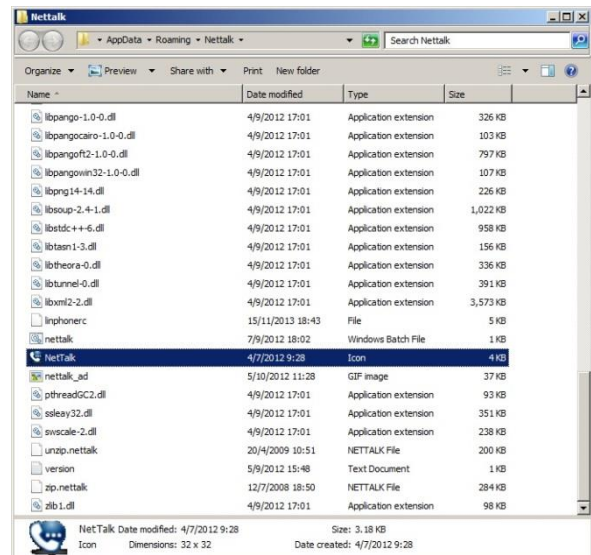 Nettalk
AppData Roaming Nettalk Search Nettalk
Organize Preview Share with Print New folder
Name Date modified Type Size
libpango-1.0-0.dll 4/9/2012 17:01 Application extension 326 KB
libpangocairo-1.0-0.dll 4/9/2012 17:01 Application extension 103 KB
libpangoft2-1.0-0.dll 4/9/2012 17:01 Application extension 797 KB
libpangowin32-1.0-0.dll 4/9/2012 17:01 Application extension 107 KB
libpng14-14.dll 4/9/2012 17:01 Application extension 226 KB
libsoup-2.4-1.dll 4/9/2012 17:01 Application extension 1,022 KB
libstdc++-6.dll 4/9/2012 17:01 Application extension 958 KB
libtasn1-3.dll 4/9/2012 17:01 Application extension 156 KB
libtheora-0.dll 4/9/2012 17:01 Application extension 336 KB
libtunnel-0.dll 4/9/2012 17:01 Application extension 391 KB
libxml2-2.dll 4/9/2012 17:01 Application extension 3,573 KB
linphonerc 15/11/2013 18:43 File 5 KB
nettalk 7/9/2012 18:02 Windows Batch File 1 KB
NetTalk 4/7/2012 9:28 Icon 4 KB
nettalk_ad 5/10/2012 11:28 GIF image 37 KB
pthreadGC2.dll 4/9/2012 17:01 Application extension 93 KB
ssleay32.dll 4/9/2012 17:01 Application extension 351 KB
swscale-2.dll 4/9/2012 17:01 Application extension 238 KB
unzip.nettalk 20/4/2009 10:51 NETTALK File 200 KB
version 5/9/2012 15:48 Text Document 1 KB
zip.nettalk 12/7/2008 18:50 NETTALK File 284 KB
zlib1.dll 4/9/2012 17:01 Application extension 98 KB
NetTalk Date modified: 4/7/2012 9:28 Size: 3.18 KB
Icon Dimensions: 32 x 32 Date created: 4/7/2012 9:28